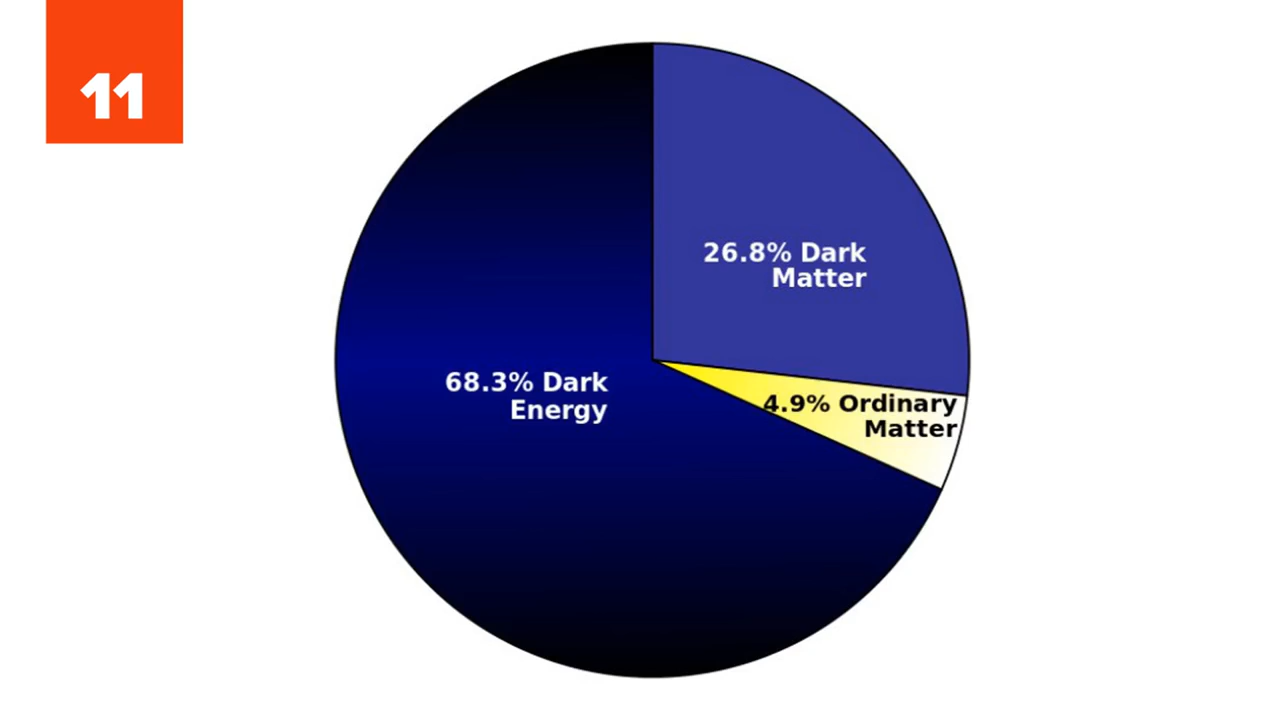 11
26.8% Dark
Matter
68.3% Dark
Energy
4.9% Ordinary
Matter